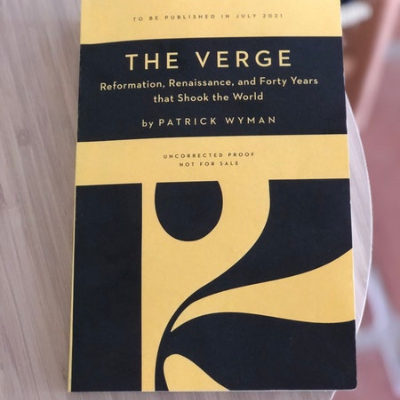 TO BE PUBLISHED IN JULY 2021
THE VERGE
Reformation, Renaissance, and Forty Years
that Shook the World
by PATRICK WYMAN
UNCORRECTED PROOF
NOT FOR SALE